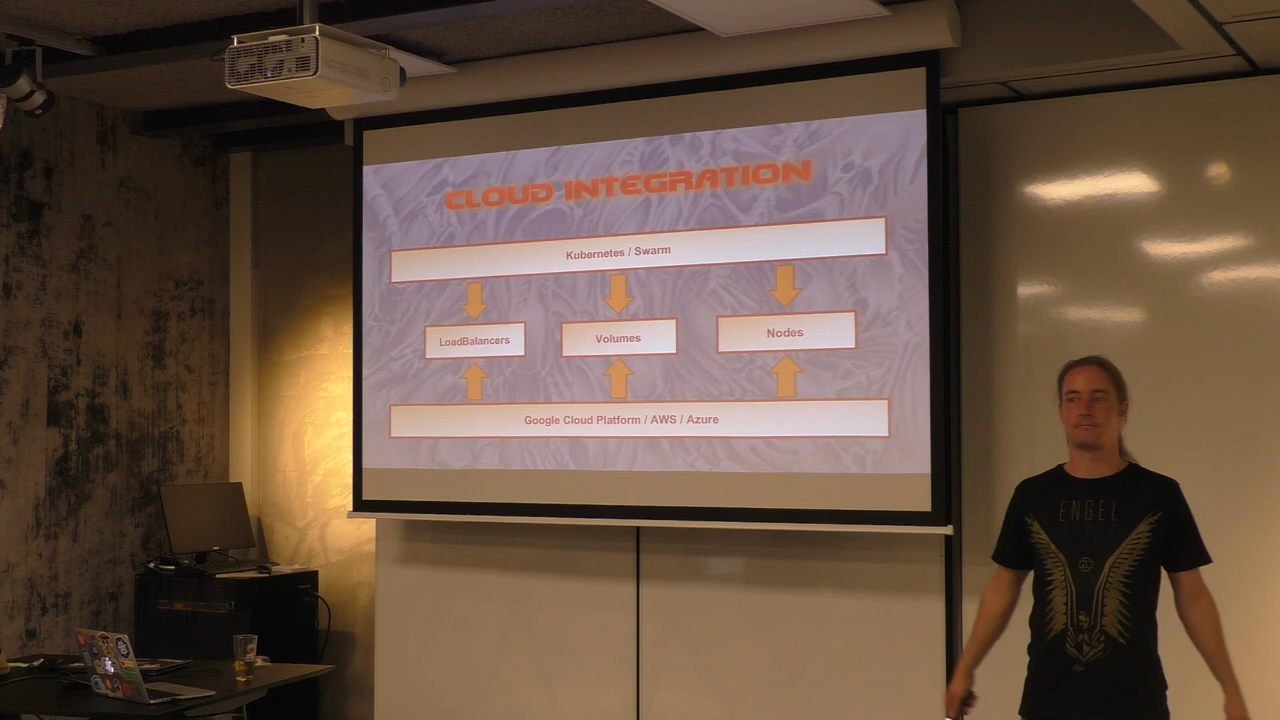 CLOUD INTEGRATION
Kubernetes / Swarm
LoadBalancers
Volumes
Nodes
Google Cloud Platform / AWS / Azure
ENGEL